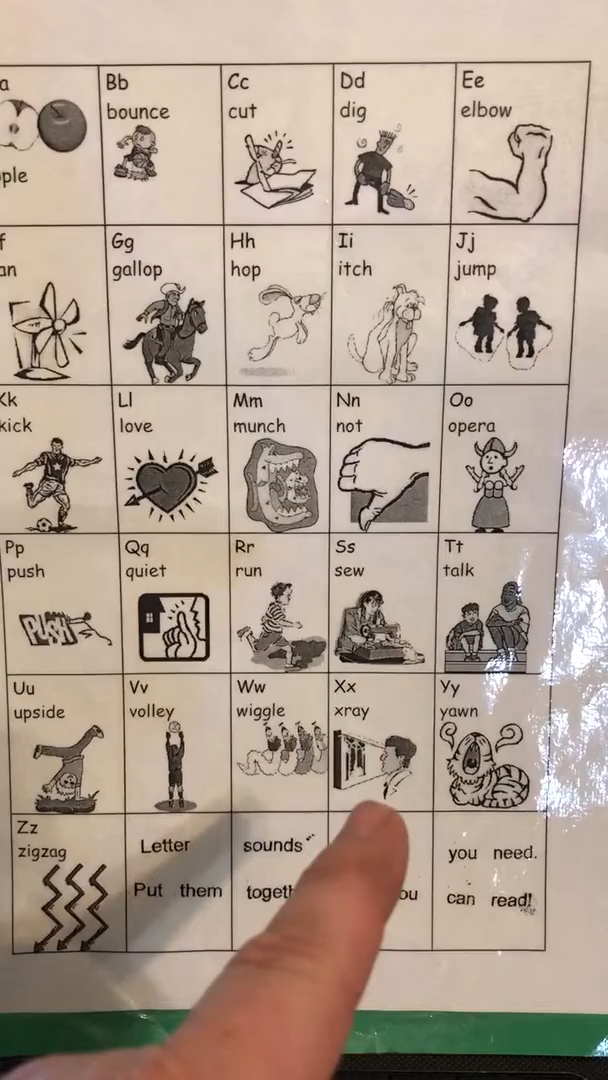 Bb
bounce
Cc
cut
Dd
dig
Ee
elbow
Gg
gallop
Hh
hop
Ii
itch
Jj
jump
Kk
kick
Ll
love
Mm
munch
Nn
not
Oo
opera
Pp
push
PUSH
Qq
quiet
Rr
run
Ss
sew
Tt
talk
Uu
upside
Vv
volley
Ww
wiggle
Xx
xray
Yy
yawn
Zz
zigzag
Letter sounds you need.
Put them can read!